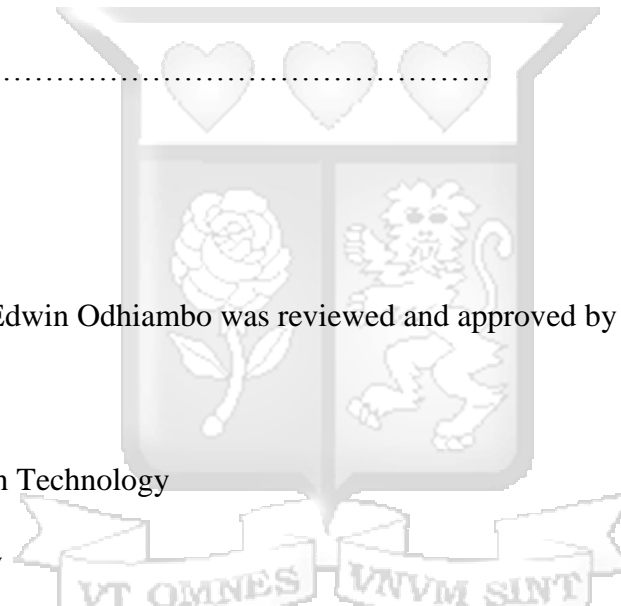 ……………………………………………….
Edwin Odhiambo was reviewed and approved by
n Technology
VT OMNES VNVM SINT